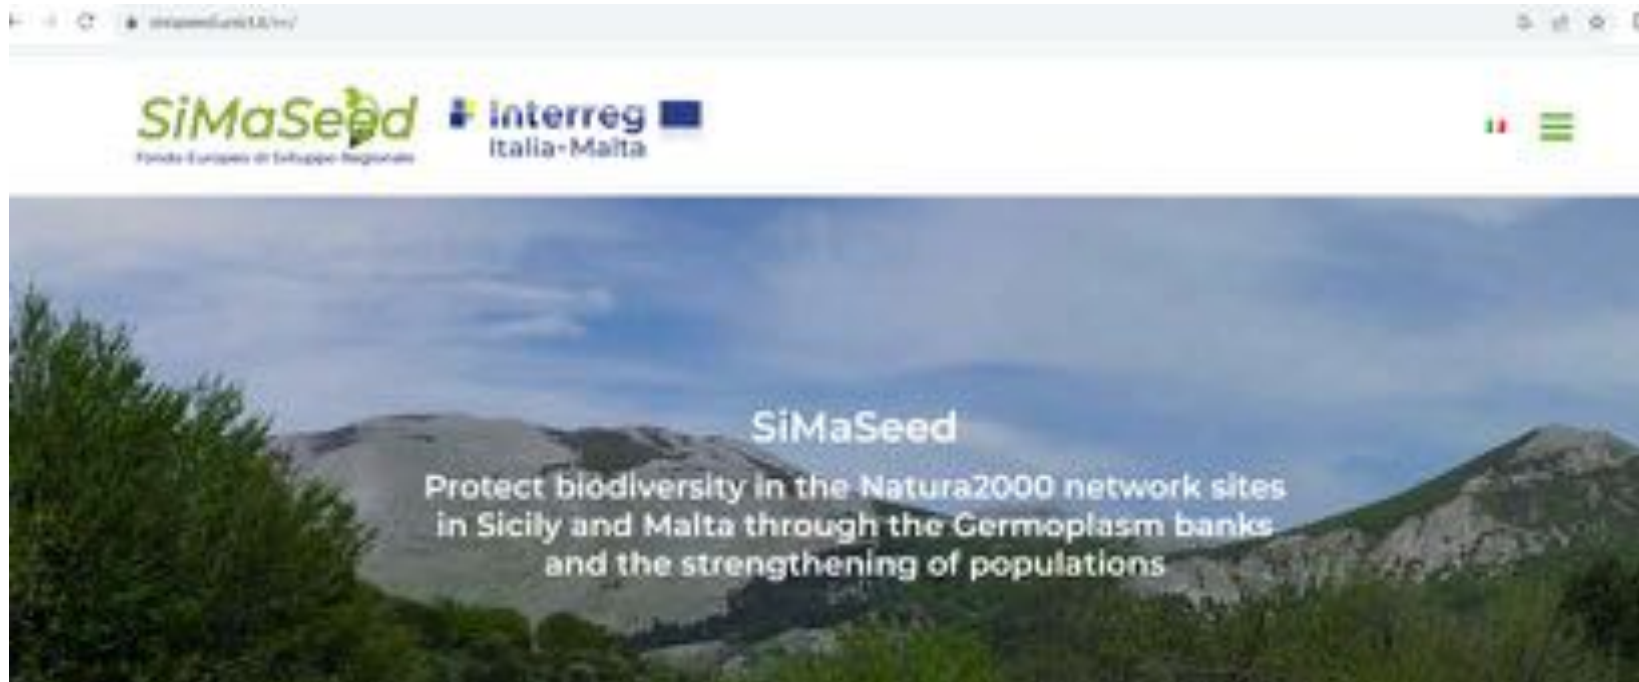 SiMaSeed
Fondo Europeo di Sviluppo Regionale
Interreg
Italia-Malta
SiMaSeed
Protect biodiversity in the Natura2000 network sites
in Sicily and Malta through the Germoplasm banks
and the strengthening of populations